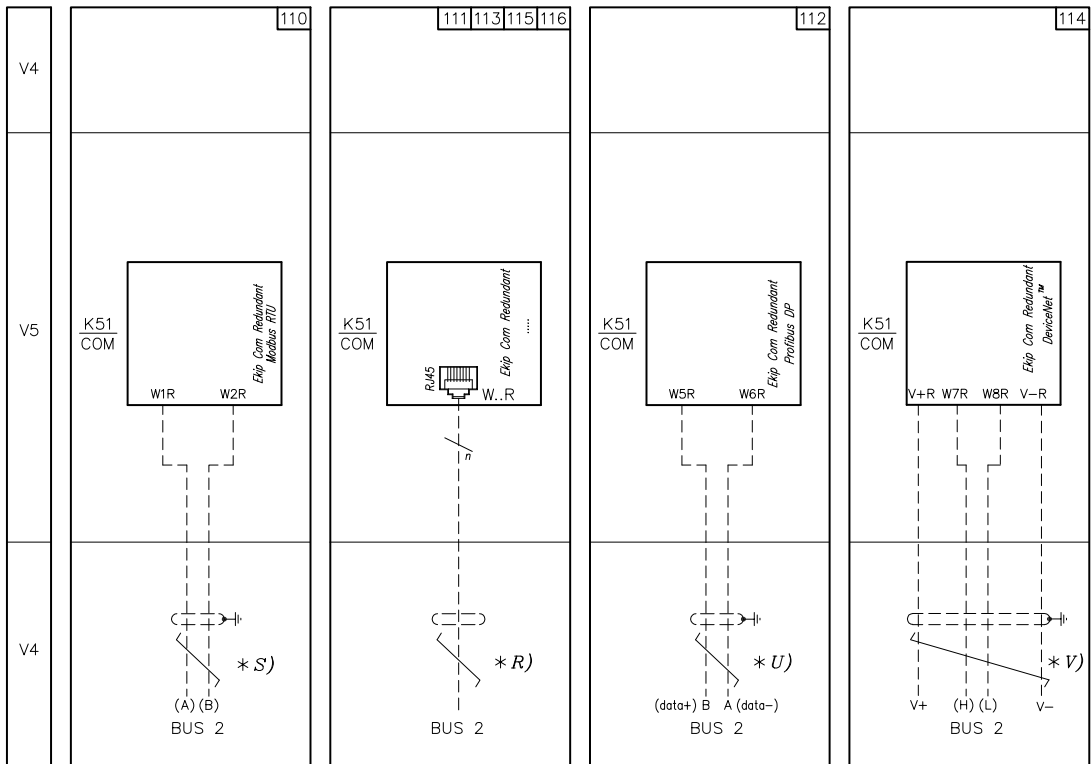 V4
V5
V4
110
K51
COM
Ekip Com Redundant
Modbus RTU
W1R W2R
* S)
(A) (B)
BUS 2
111 113 115 116
K51
COM
Ekip Com Redundant
.....
RJ45
W..R
n
* R)
BUS 2
112
K51
COM
Ekip Com Redundant
Profibus DP
W5R W6R
* U)
(data+) B A (data-)
BUS 2
114
K51
COM
Ekip Com Redundant
DeviceNet™
V+R W7R W8R V-R
* V)
V+ (H) (L) V-
BUS 2